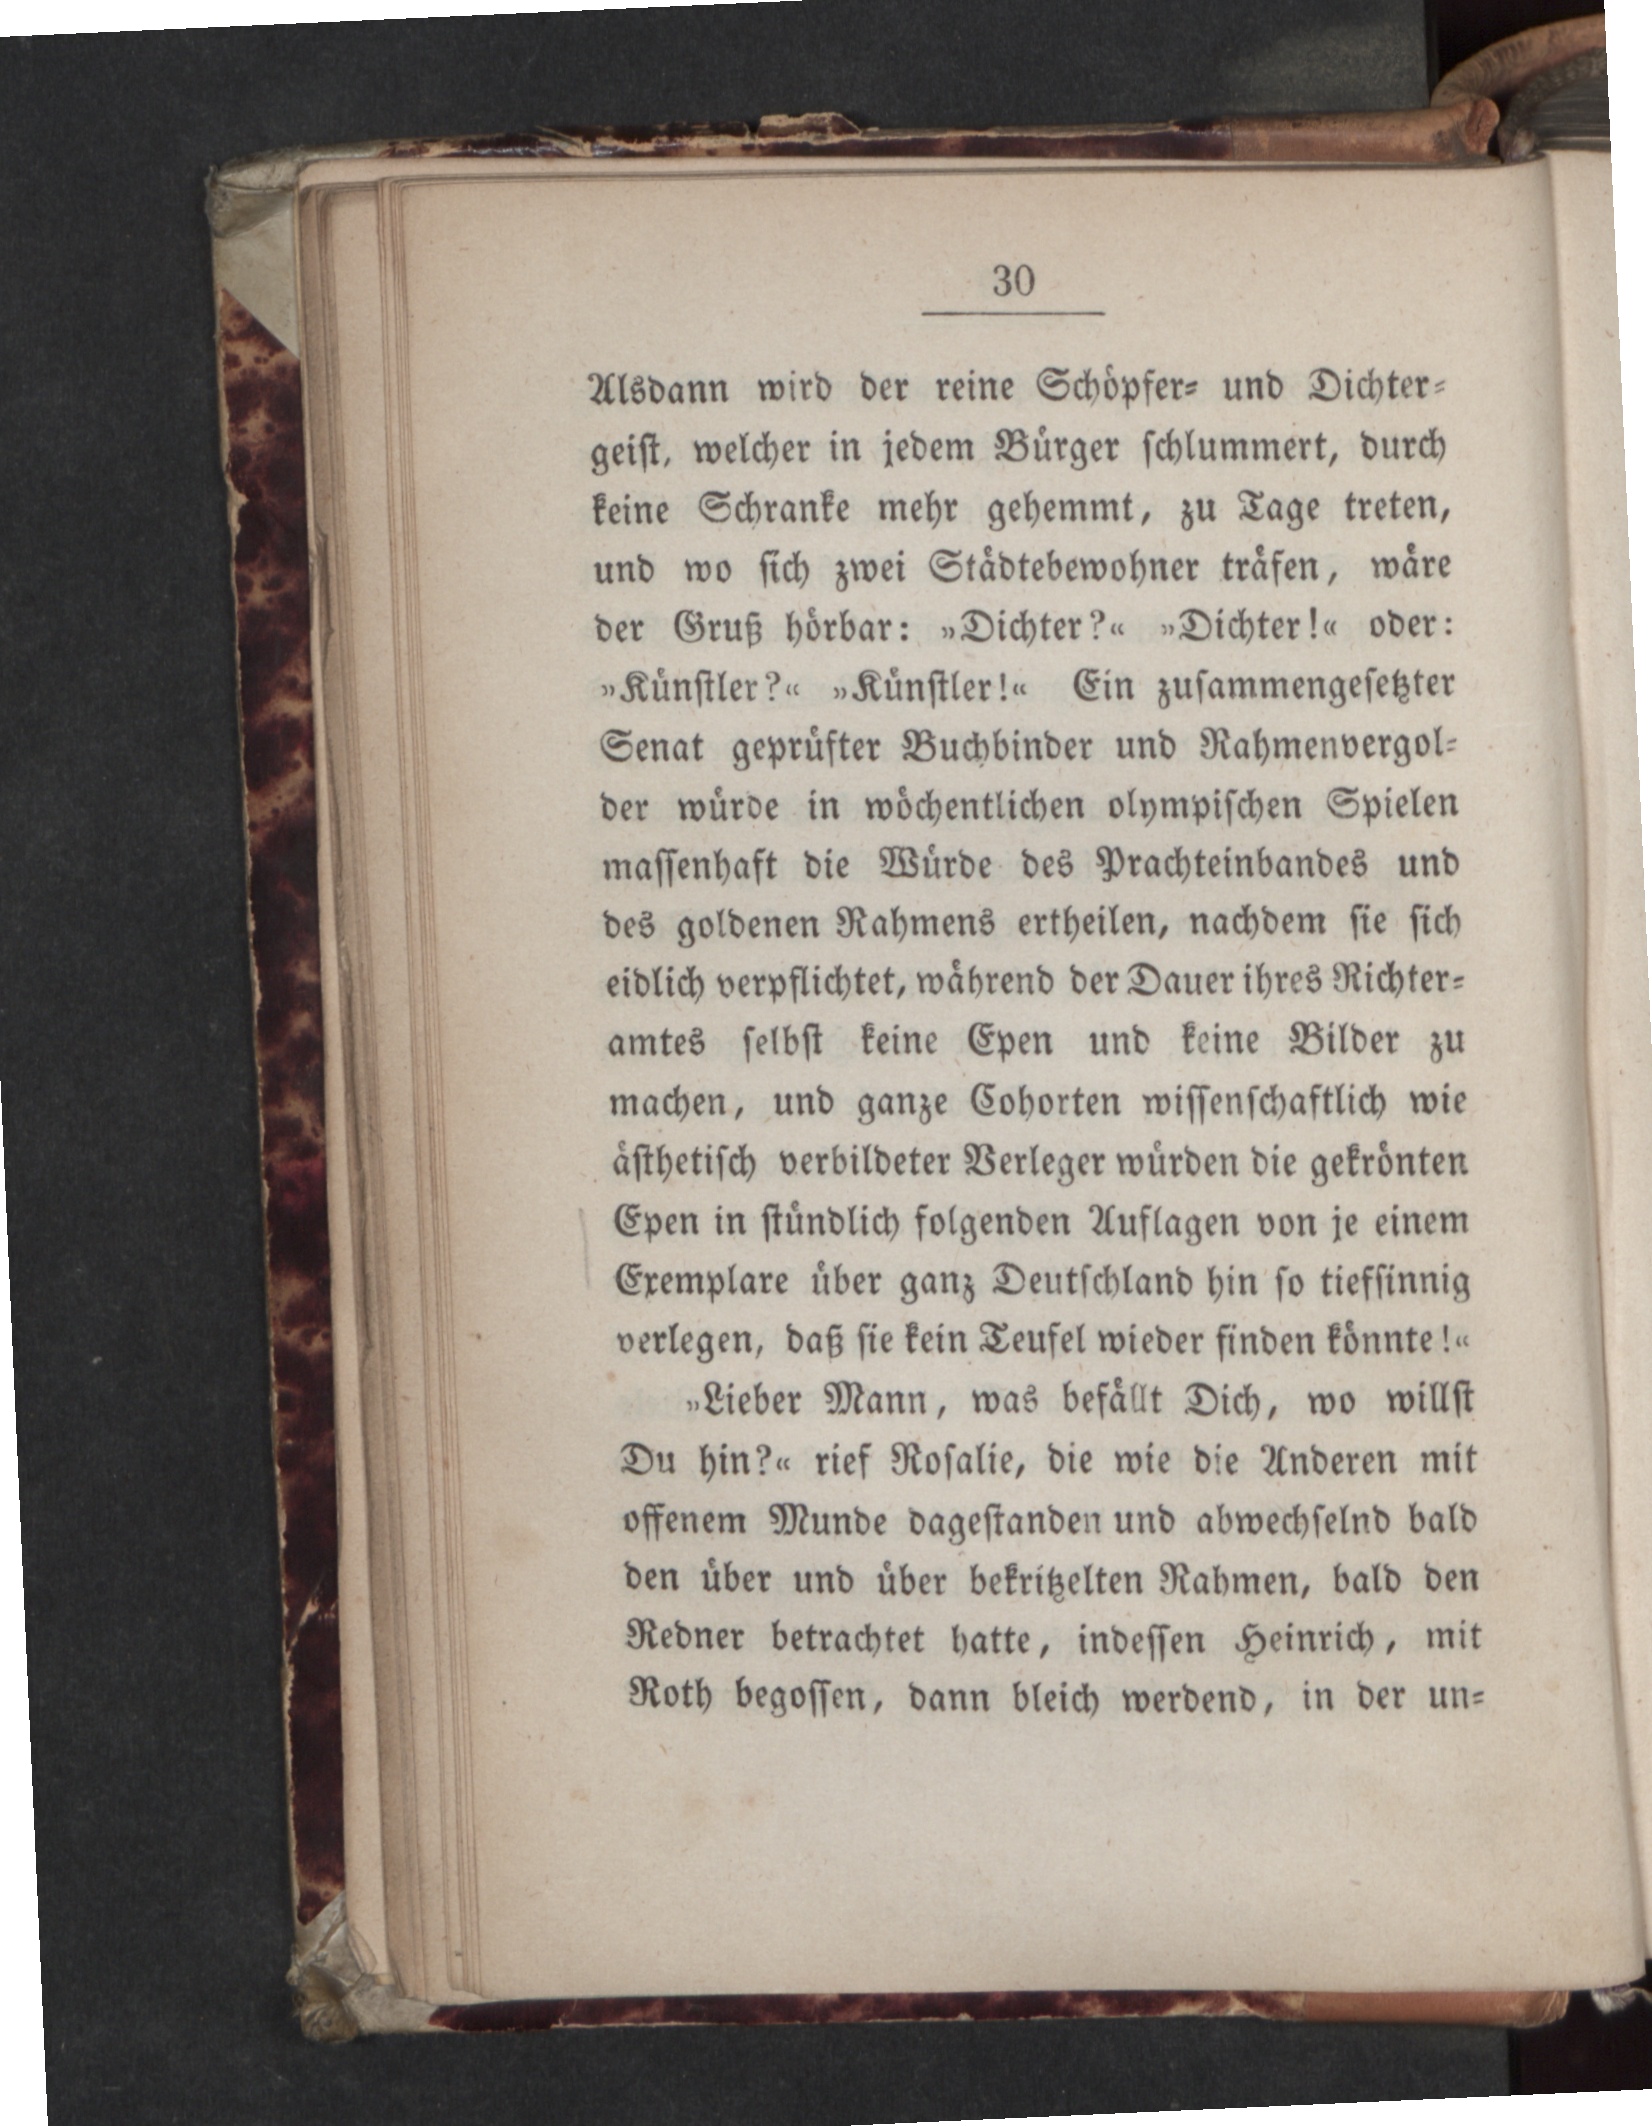 30
Alsdann wird der reine Schöpfer- und Dichter-
geiſt, welcher in jedem Bürger ſchlummert, durch
keine Schranke mehr gehemmt, zu Tage treten,
und wo ſich zwei Städtebewohner träfen, wäre
der Gruß hörbar: »Dichter?« »Dichter!« oder:
»Künſtler?« »Künſtler!« Ein zuſammengeſetzter
Senat geprüfter Buchbinder und Rahmenvergol-
der würde in wöchentlichen olympiſchen Spielen
maſſenhaft die Würde des Prachteinbandes und
des goldenen Rahmens ertheilen, nachdem ſie ſich
eidlich verpflichtet, während der Dauer ihres Richter-
amtes ſelbſt keine Epen und keine Bilder zu
machen, und ganze Cohorten wiſſenſchaftlich wie
äſthetiſch verbildeter Verleger würden die gekrönten
Epen in ſtündlich folgenden Auflagen von je einem
Exemplare über ganz Deutſchland hin ſo tiefſinnig
verlegen, daß ſie kein Teufel wieder finden könnte!«
»Lieber Mann, was befällt Dich, wo willſt
Du hin?« rief Roſalie, die wie die Anderen mit
offenem Munde dageſtanden und abwechſelnd bald
den über und über bekritzelten Rahmen, bald den
Redner betrachtet hatte, indeſſen Heinrich, mit
Roth begoſſen, dann bleich werdend, in der un-